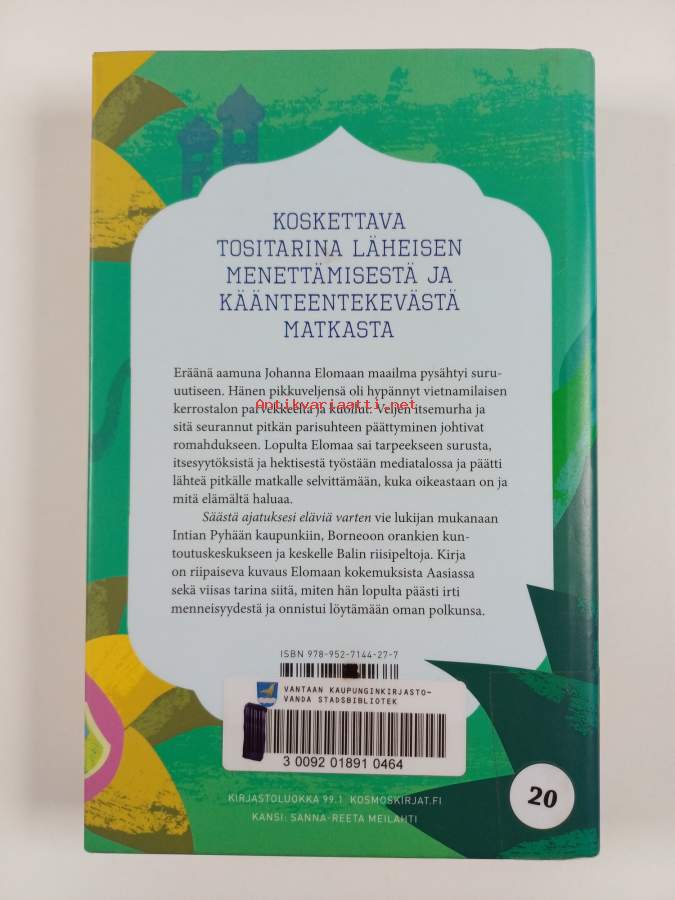 KOSKETTAVA
TOSITARINA LÄHEISEN
MENETTÄMISESTÄ JA
KÄÄNTEENTEKEVÄSTÄ
MATKASTA
Eräänä aamuna Johanna Elomaan maailma pysähtyi suru-
uutiseen. Hänen pikkuveljensä oli hypännyt vietnamilaisen
kerrostalon parvekkeelta ja kuollut. Veljen itsemurha ja
Antikvariaatti.net
sitä seurannut pitkän parisuhteen päättyminen johtivat
romahdukseen. Lopulta Elomaa sai tarpeekseen surusta,
itsesyytöksistä ja hektisestä työstään mediatalossa ja päätti
lähteä pitkälle matkalle selvittämään, kuka oikeastaan on ja
mitä elämältä haluaa.
Säästä ajatuksesi eläviä varten vie lukijan mukanaan
Intian Pyhään kaupunkiin, Borneoon orankien kun-
toutuskeskukseen ja keskelle Balin riisipeltoja. Kirja
on riipaiseva kuvaus Elomaan kokemuksista Aasiassa
sekä viisas tarina siitä, miten hän lopulta päästi irti
menneisyydestä ja onnistui löytämään oman polkunsa.
ISBN 978-952-7144-27-7
VANTAAN KAUPUNGINKIRJASTO-
VANDA STADSBIBLIOTEK
3 0092 01891 0464
20
KIRJASTOLUOKKA 99.1 KOSMOSKIRJAT.FI
KANSI: SANNA-REETA MEILAHTI